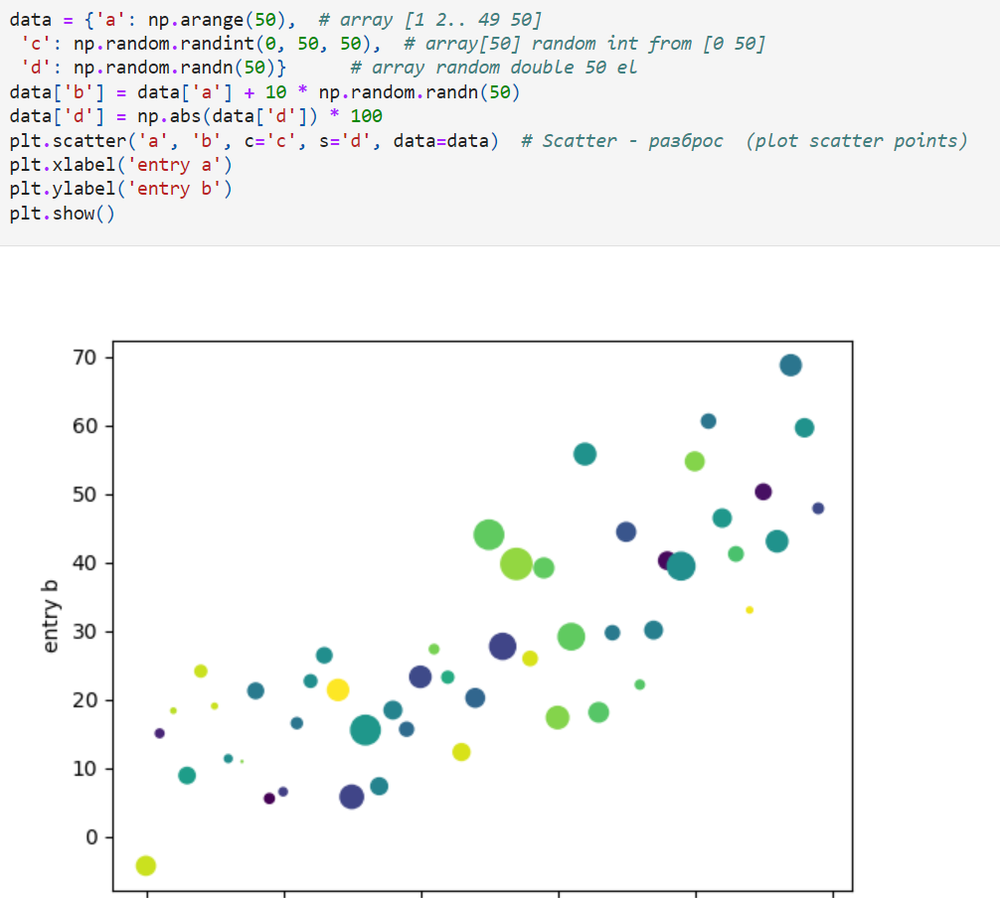 data = {'a': np.arange(50),  # array [1 2.. 49 50]
 'c': np.random.randint(0, 50, 50),  # array[50] random int from [0 50]
 'd': np.random.randn(50)}      # array random double 50 el
data['b'] = data['a'] + 10 * np.random.randn(50)
data['d'] = np.abs(data['d']) * 100
plt.scatter('a', 'b', c='c', s='d', data=data)  # Scatter - разброс  (plot scatter points)
plt.xlabel('entry a')
plt.ylabel('entry b')
plt.show()
70
60
50
40
30
20
10
0
entry b